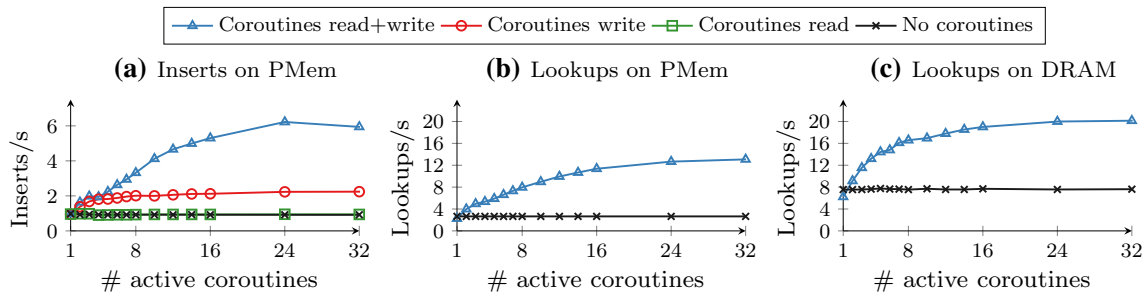 Coroutines read+write Coroutines write Coroutines read No coroutines
(a) Inserts on PMem (b) Lookups on PMem (c) Lookups on DRAM
Inserts/s
6
4
2
0
1 8 16 24 32
# active coroutines
Lookups/s
20
16
12
8
4
0
1 8 16 24 32
# active coroutines
Lookups/s
20
16
12
8
4
0
1 8 16 24 32
# active coroutines